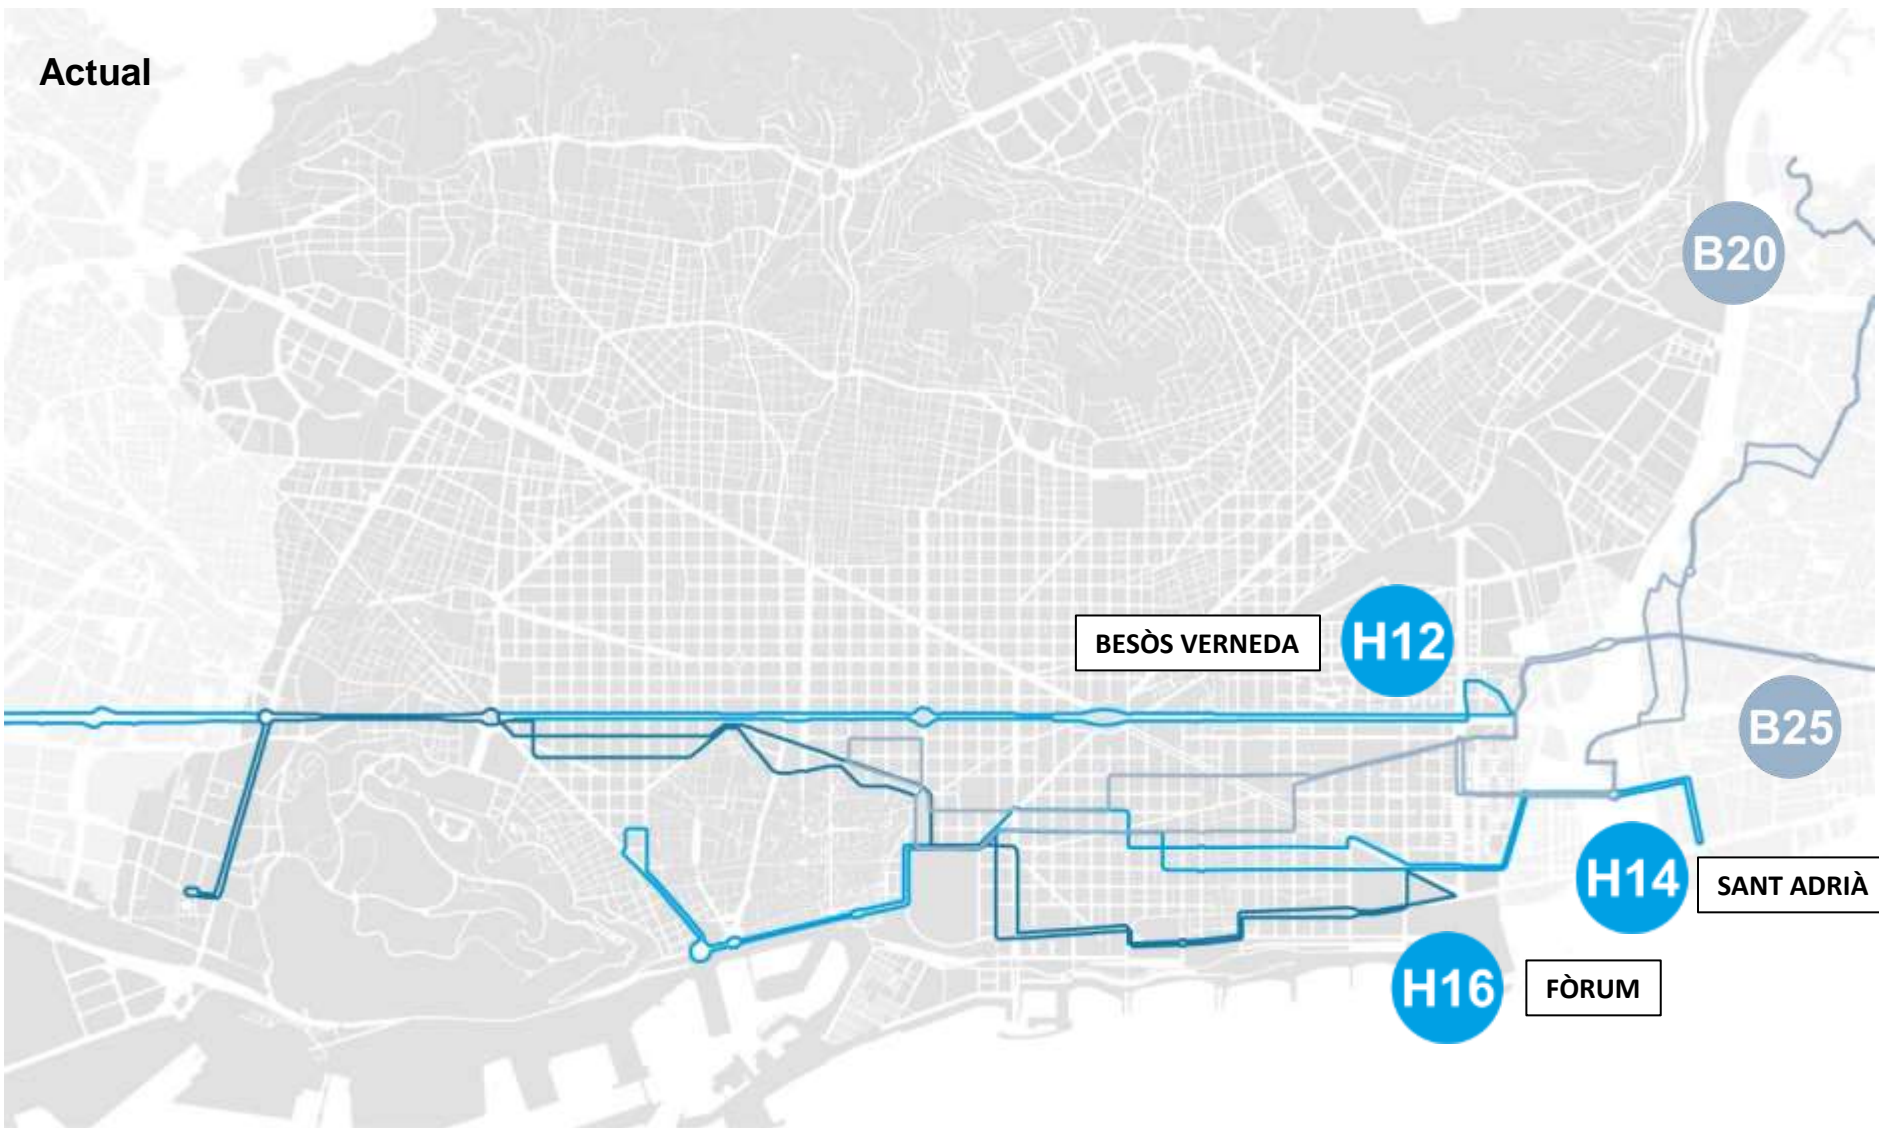 Actual
B20
BESÒS VERNEDA
H12
B25
H14
SANT ADRIÀ
H16
FÒRUM